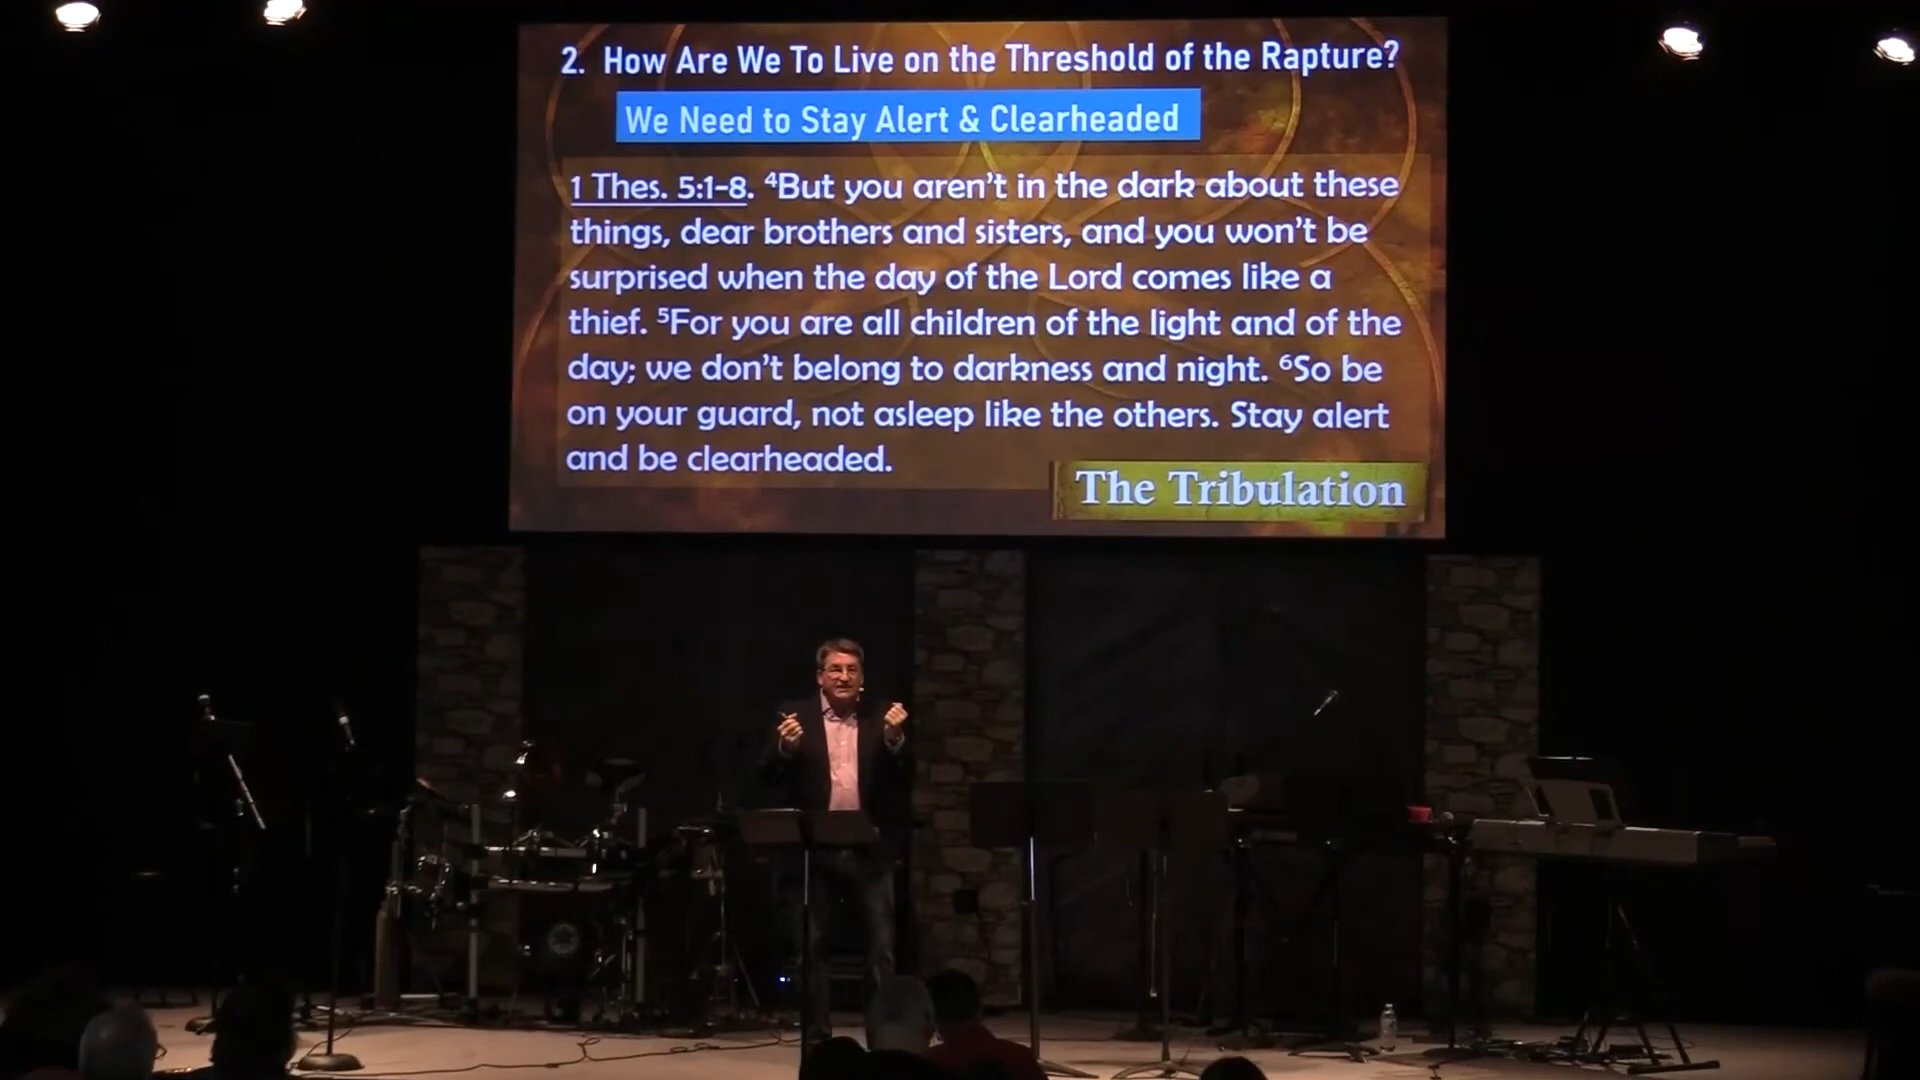 2. How Are We To Live on the Threshold of the Rapture?
We Need to Stay Alert & Clearheaded
1 Thes. 5:1-8. ⁴But you aren't in the dark about these
things, dear brothers and sisters, and you won't be
surprised when the day of the Lord comes like a
thief. ⁵For you are all children of the light and of the
day; we don't belong to darkness and night. ⁶So be
on your guard, not asleep like the others. Stay alert
and be clearheaded.
The Tribulation